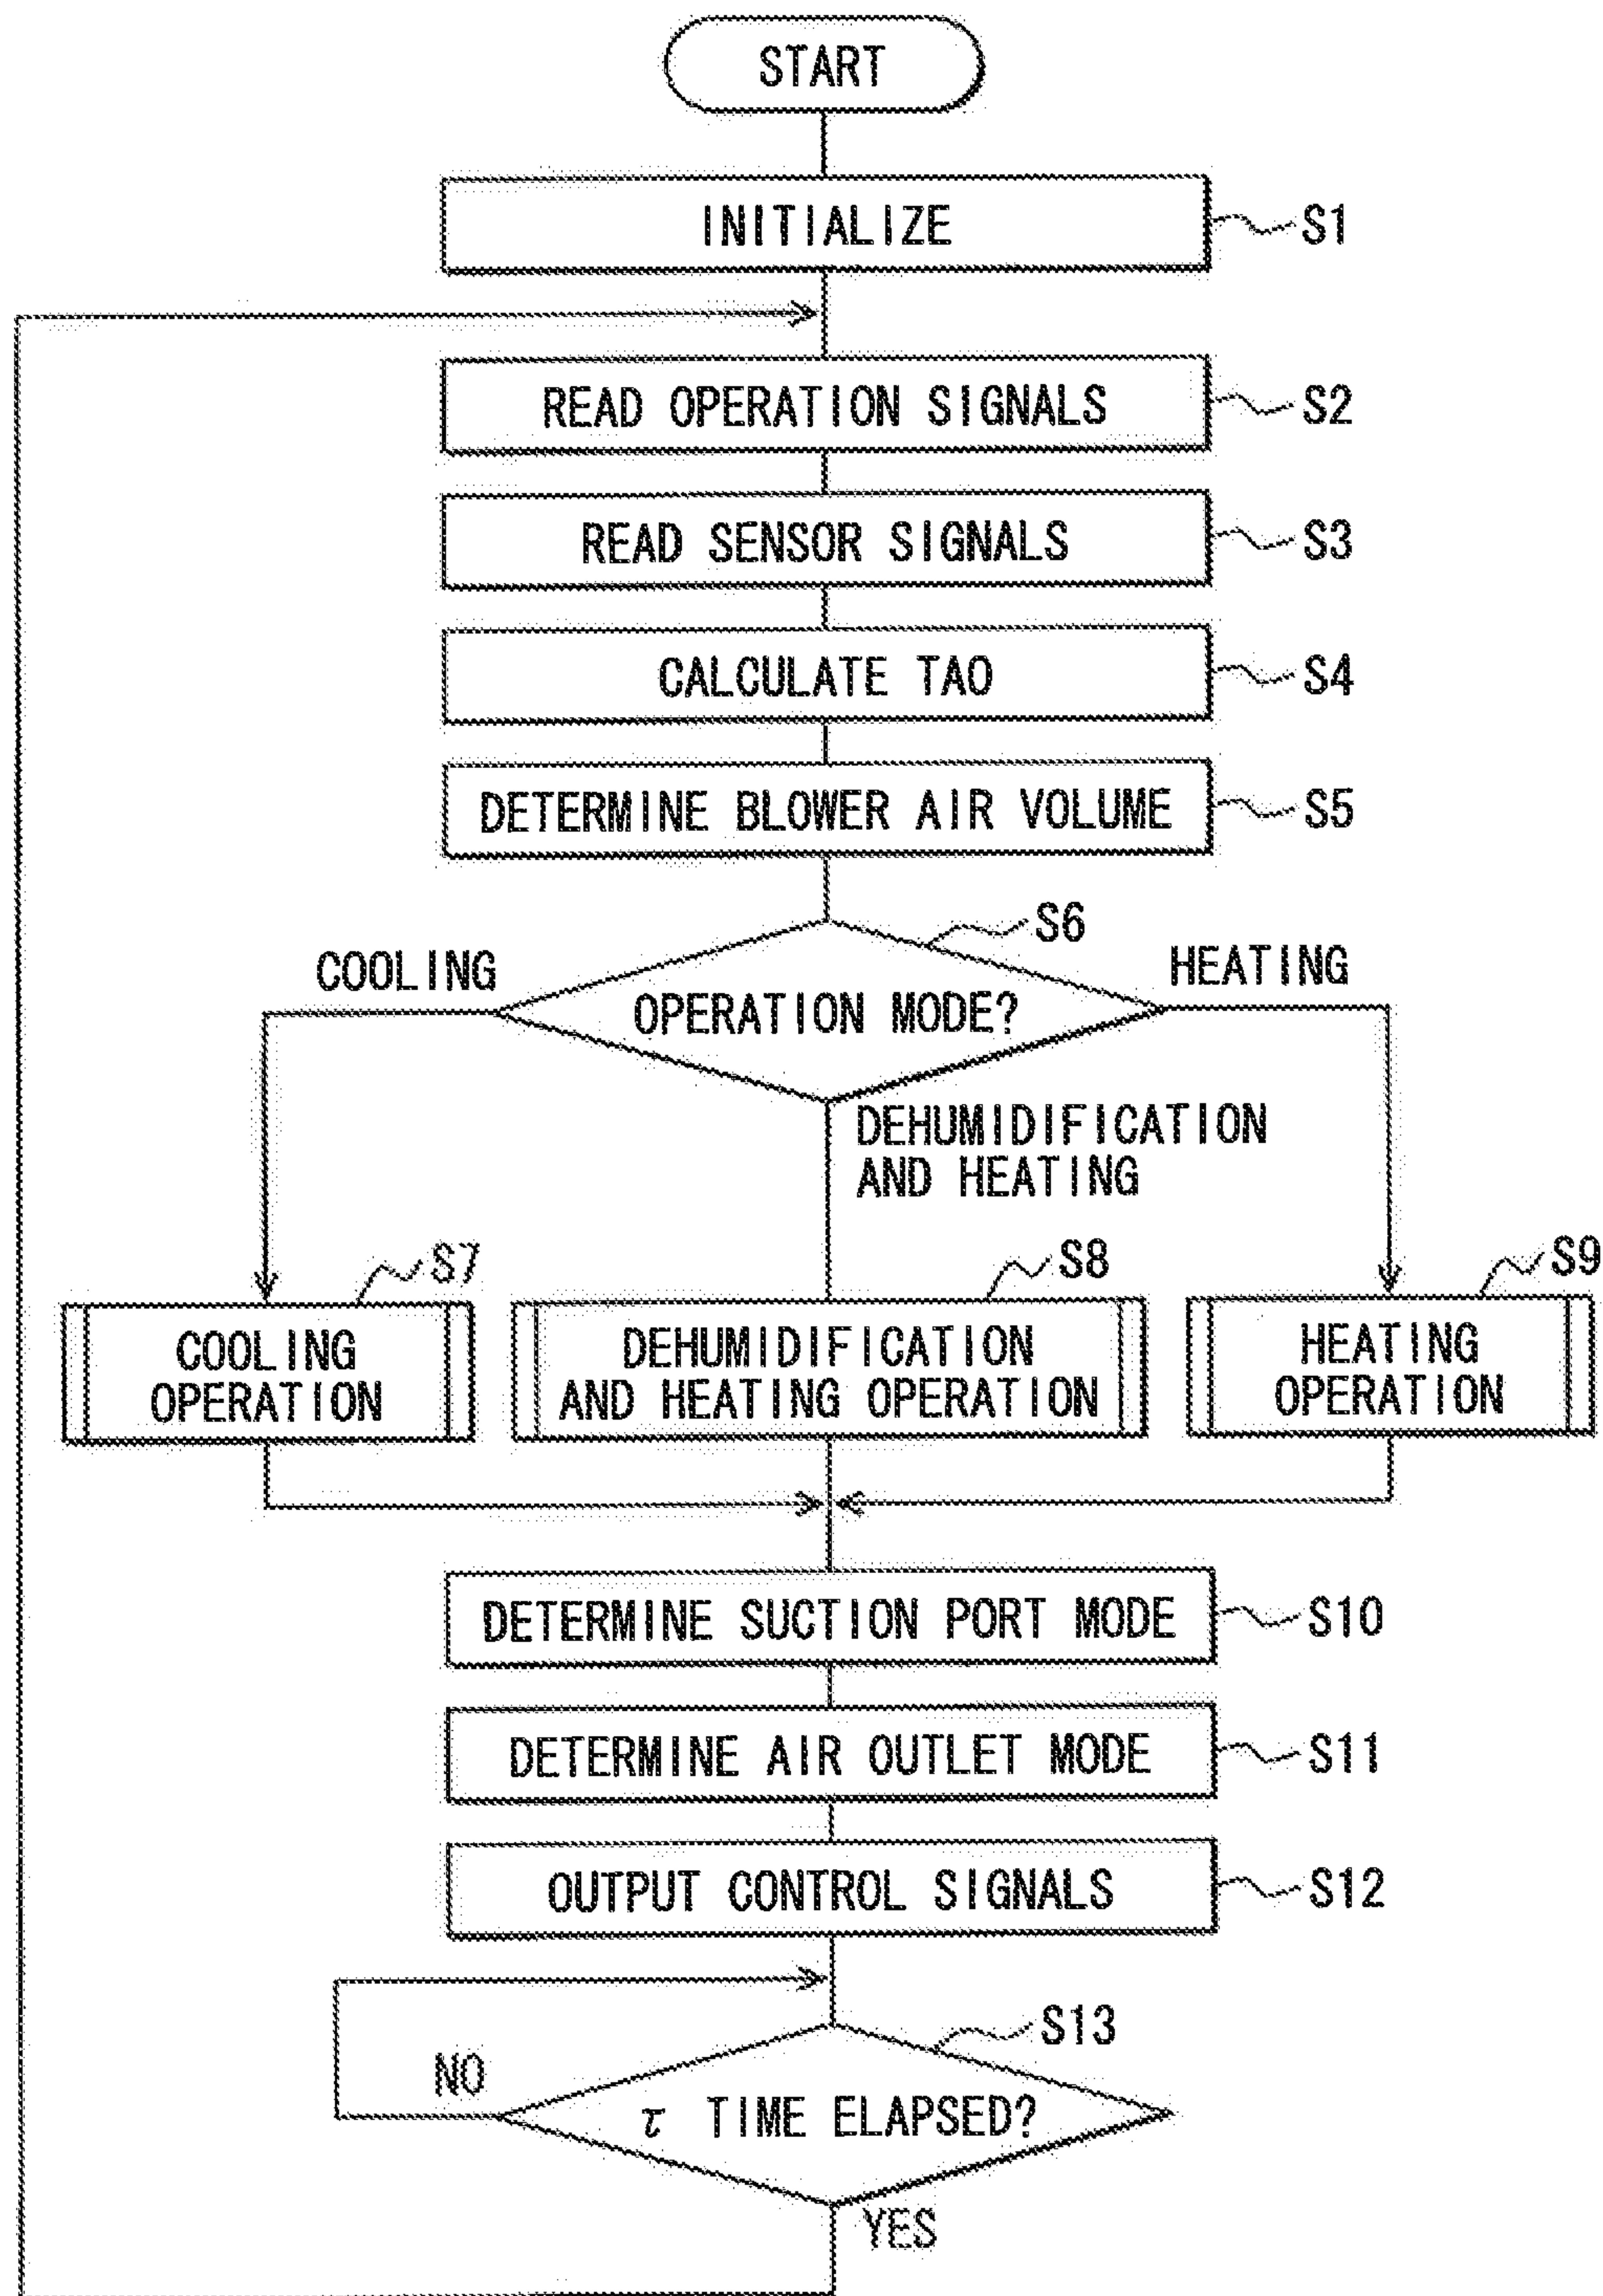 START
INITIALIZE
S1
READ OPERATION SIGNALS
S2
READ SENSOR SIGNALS
S3
CALCULATE TAO
S4
DETERMINE BLOWER AIR VOLUME
S5
S6
COOLING
HEATING
OPERATION MODE?
DEHUMIDIFICATION
AND HEATING
S7
S8
S9
COOLING
OPERATION
DEHUMIDIFICATION
AND HEATING OPERATION
HEATING
OPERATION
DETERMINE SUCTION PORT MODE
S10
DETERMINE AIR OUTLET MODE
S11
OUTPUT CONTROL SIGNALS
S12
S13
NO
τ TIME ELAPSED?
YES